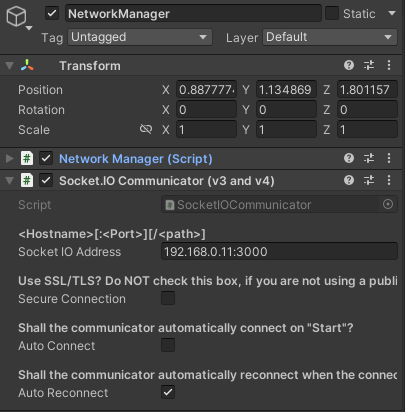 NetworkManager Static
Tag Untagged Layer Default
Transform
Position X 0.8877774 Y 1.134869 Z 1.801157
Rotation X 0 Y 0 Z 0
Scale X 1 Y 1 Z 1
# Network Manager (Script)
# Socket.IO Communicator (v3 and v4)
Script SocketIOCommunicator
<Hostname>[:<Port>][/<path>]
Socket IO Address 192.168.0.11:3000
Use SSL/TLS? Do NOT check this box, if you are not using a publi
Secure Connection
Shall the communicator automatically connect on "Start"?
Auto Connect
Shall the communicator automatically reconnect when the connec
Auto Reconnect